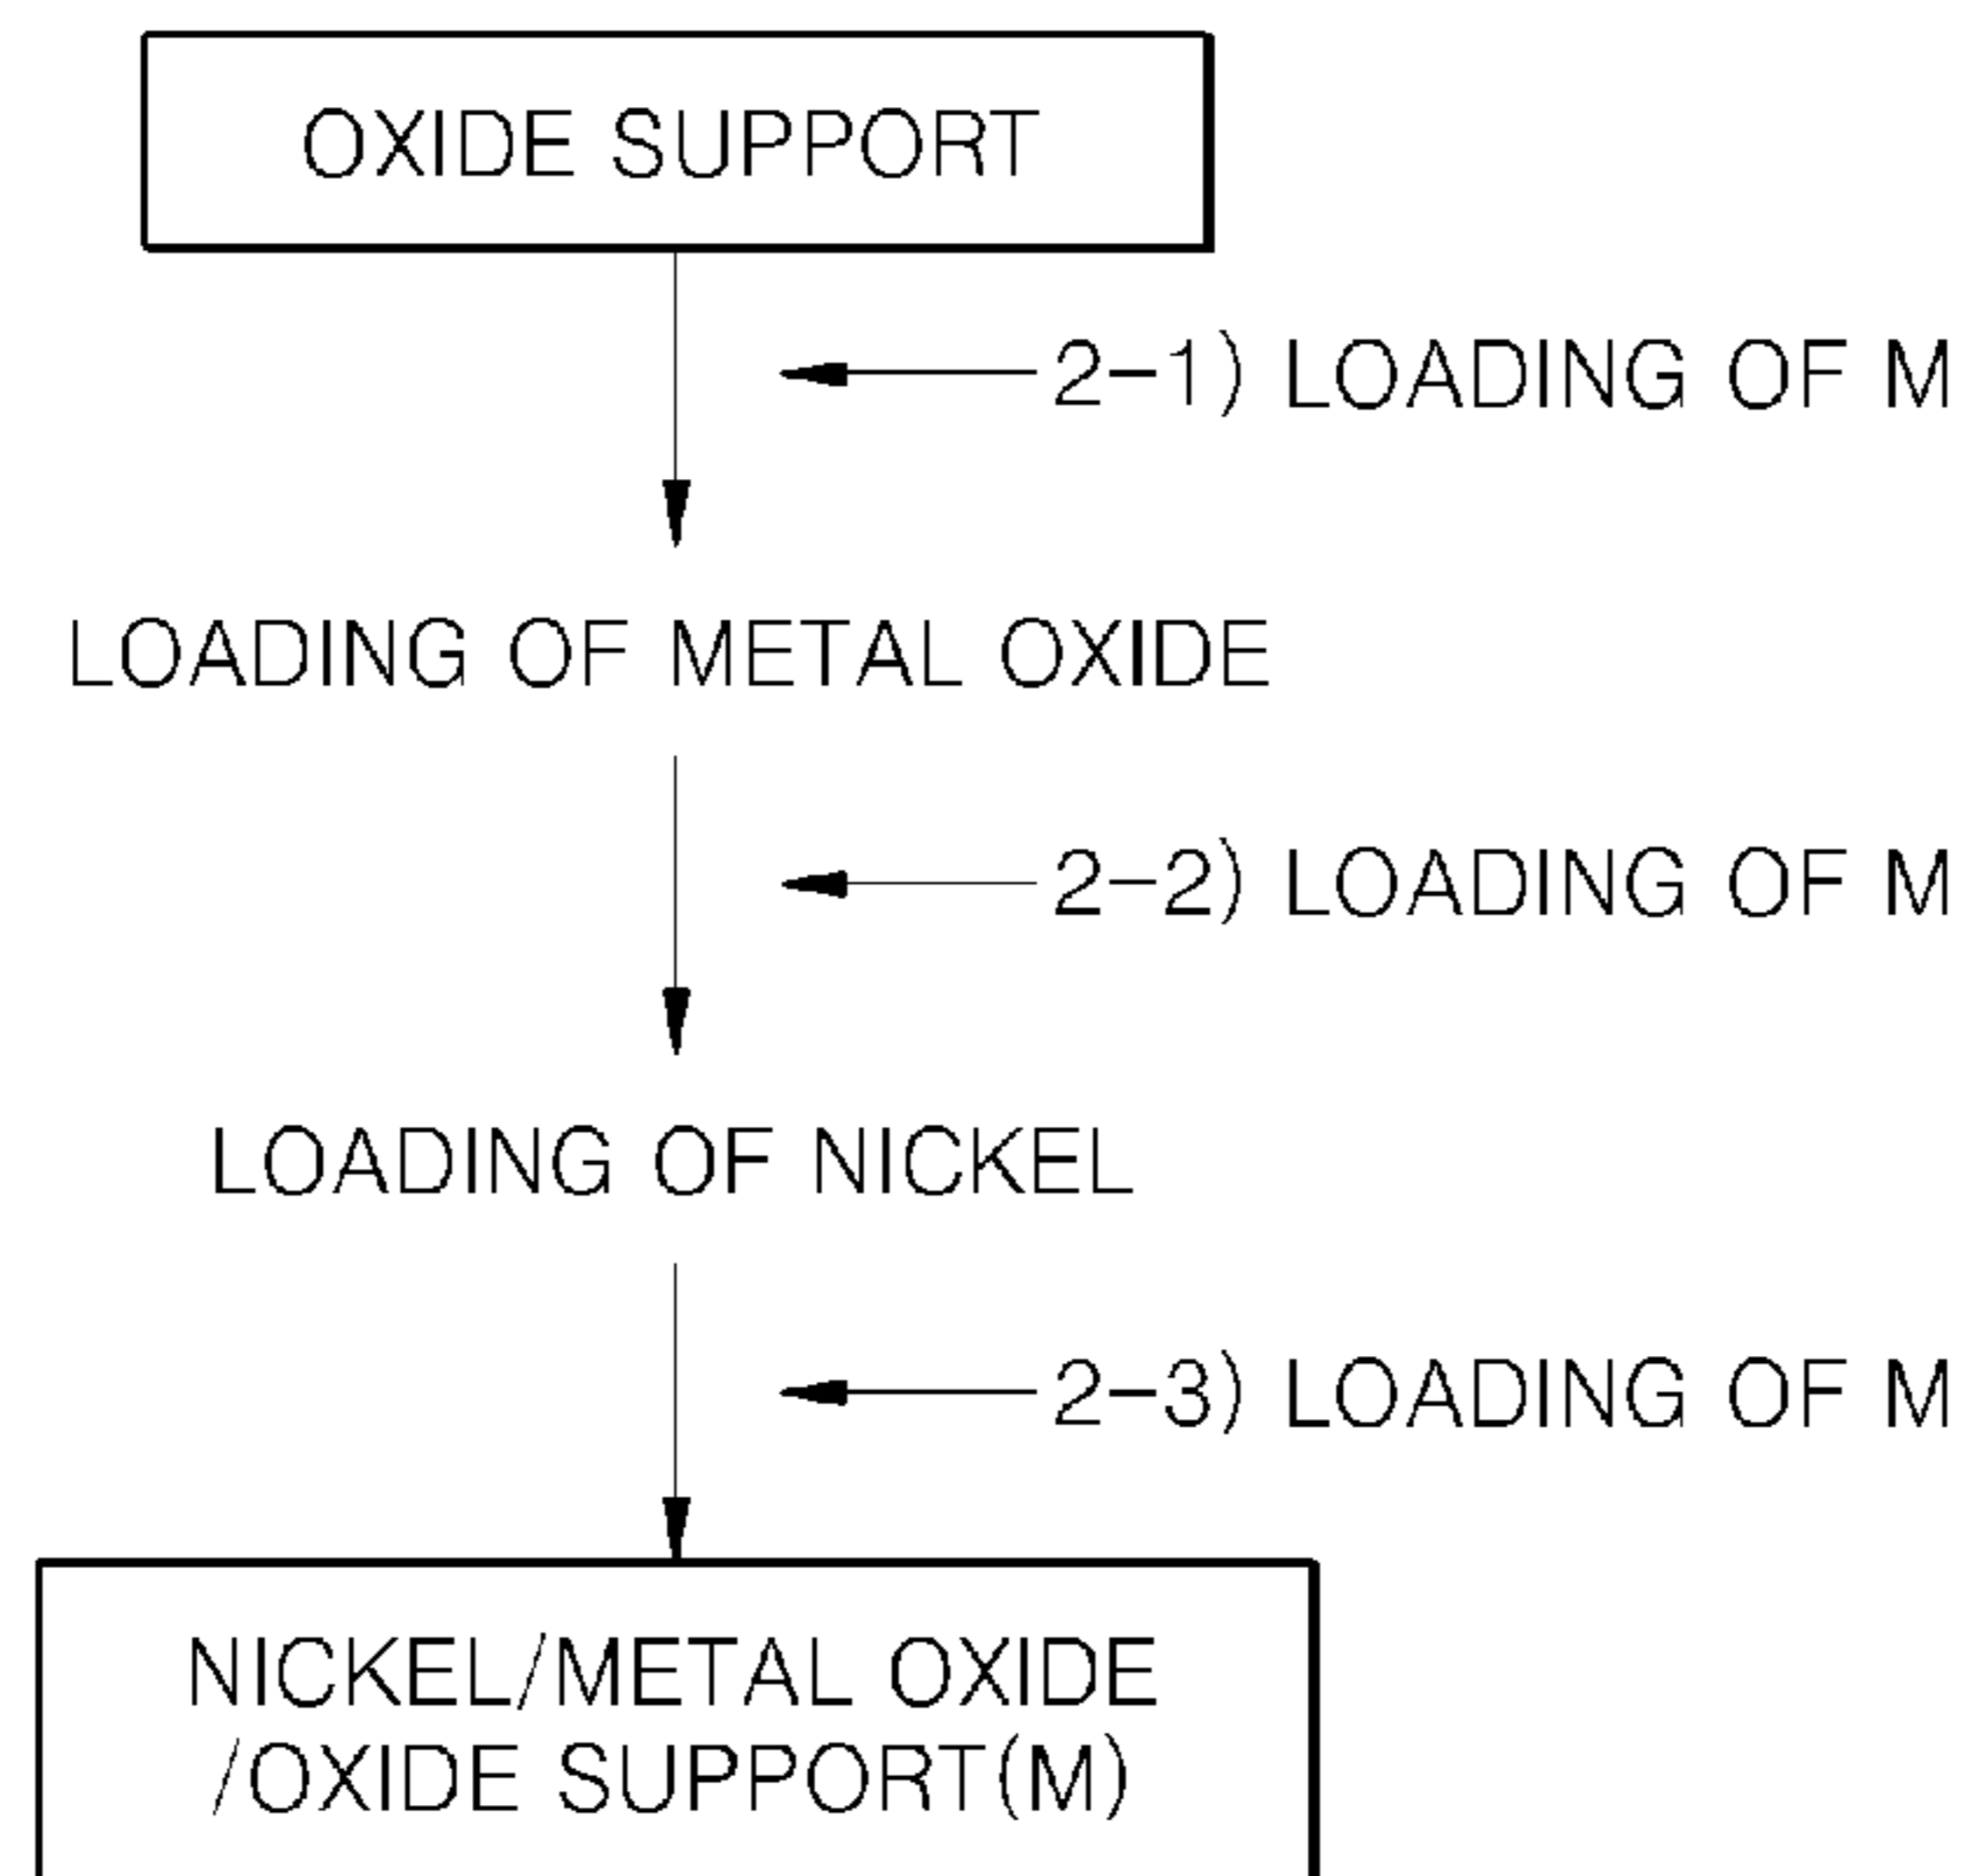 OXIDE SUPPORT
2-1) LOADING OF M
LOADING OF METAL OXIDE
2-2) LOADING OF M
LOADING OF NICKEL
2-3) LOADING OF M
NICKEL/METAL OXIDE
/OXIDE SUPPORT(M)